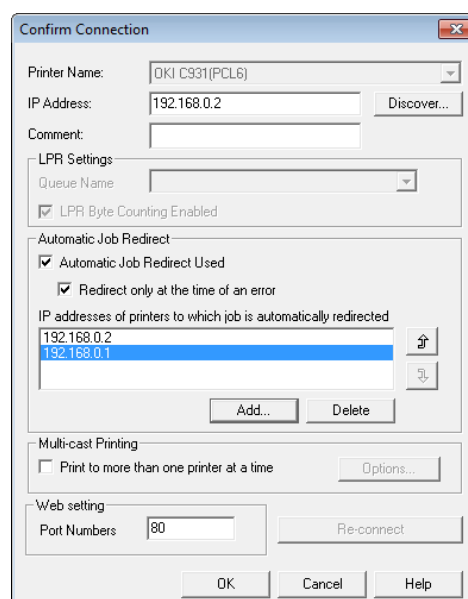 Confirm Connection
Printer Name: OKI C931(PCL6)
IP Address: 192.168.0.2 Discover...
Comment:
LPR Settings
Queue Name
LPR Byte Counting Enabled
Automatic Job Redirect
Automatic Job Redirect Used
Redirect only at the time of an error
IP addresses of printers to which job is automatically redirected
192.168.0.2
192.168.0.1
Add... Delete
Multi-cast Printing
Print to more than one printer at a time Options...
Web setting
Port Numbers 80 Re-connect
OK Cancel Help